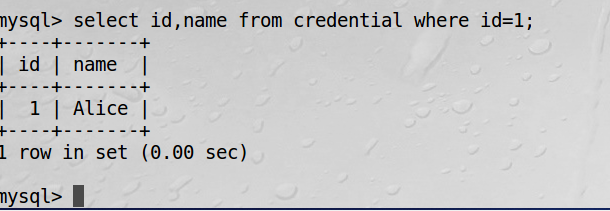 mysql> select id,name from credential where id=1;
+----+-------+
| id | name  |
+----+-------+
|  1 | Alice |
+----+-------+
1 row in set (0.00 sec)
mysql>